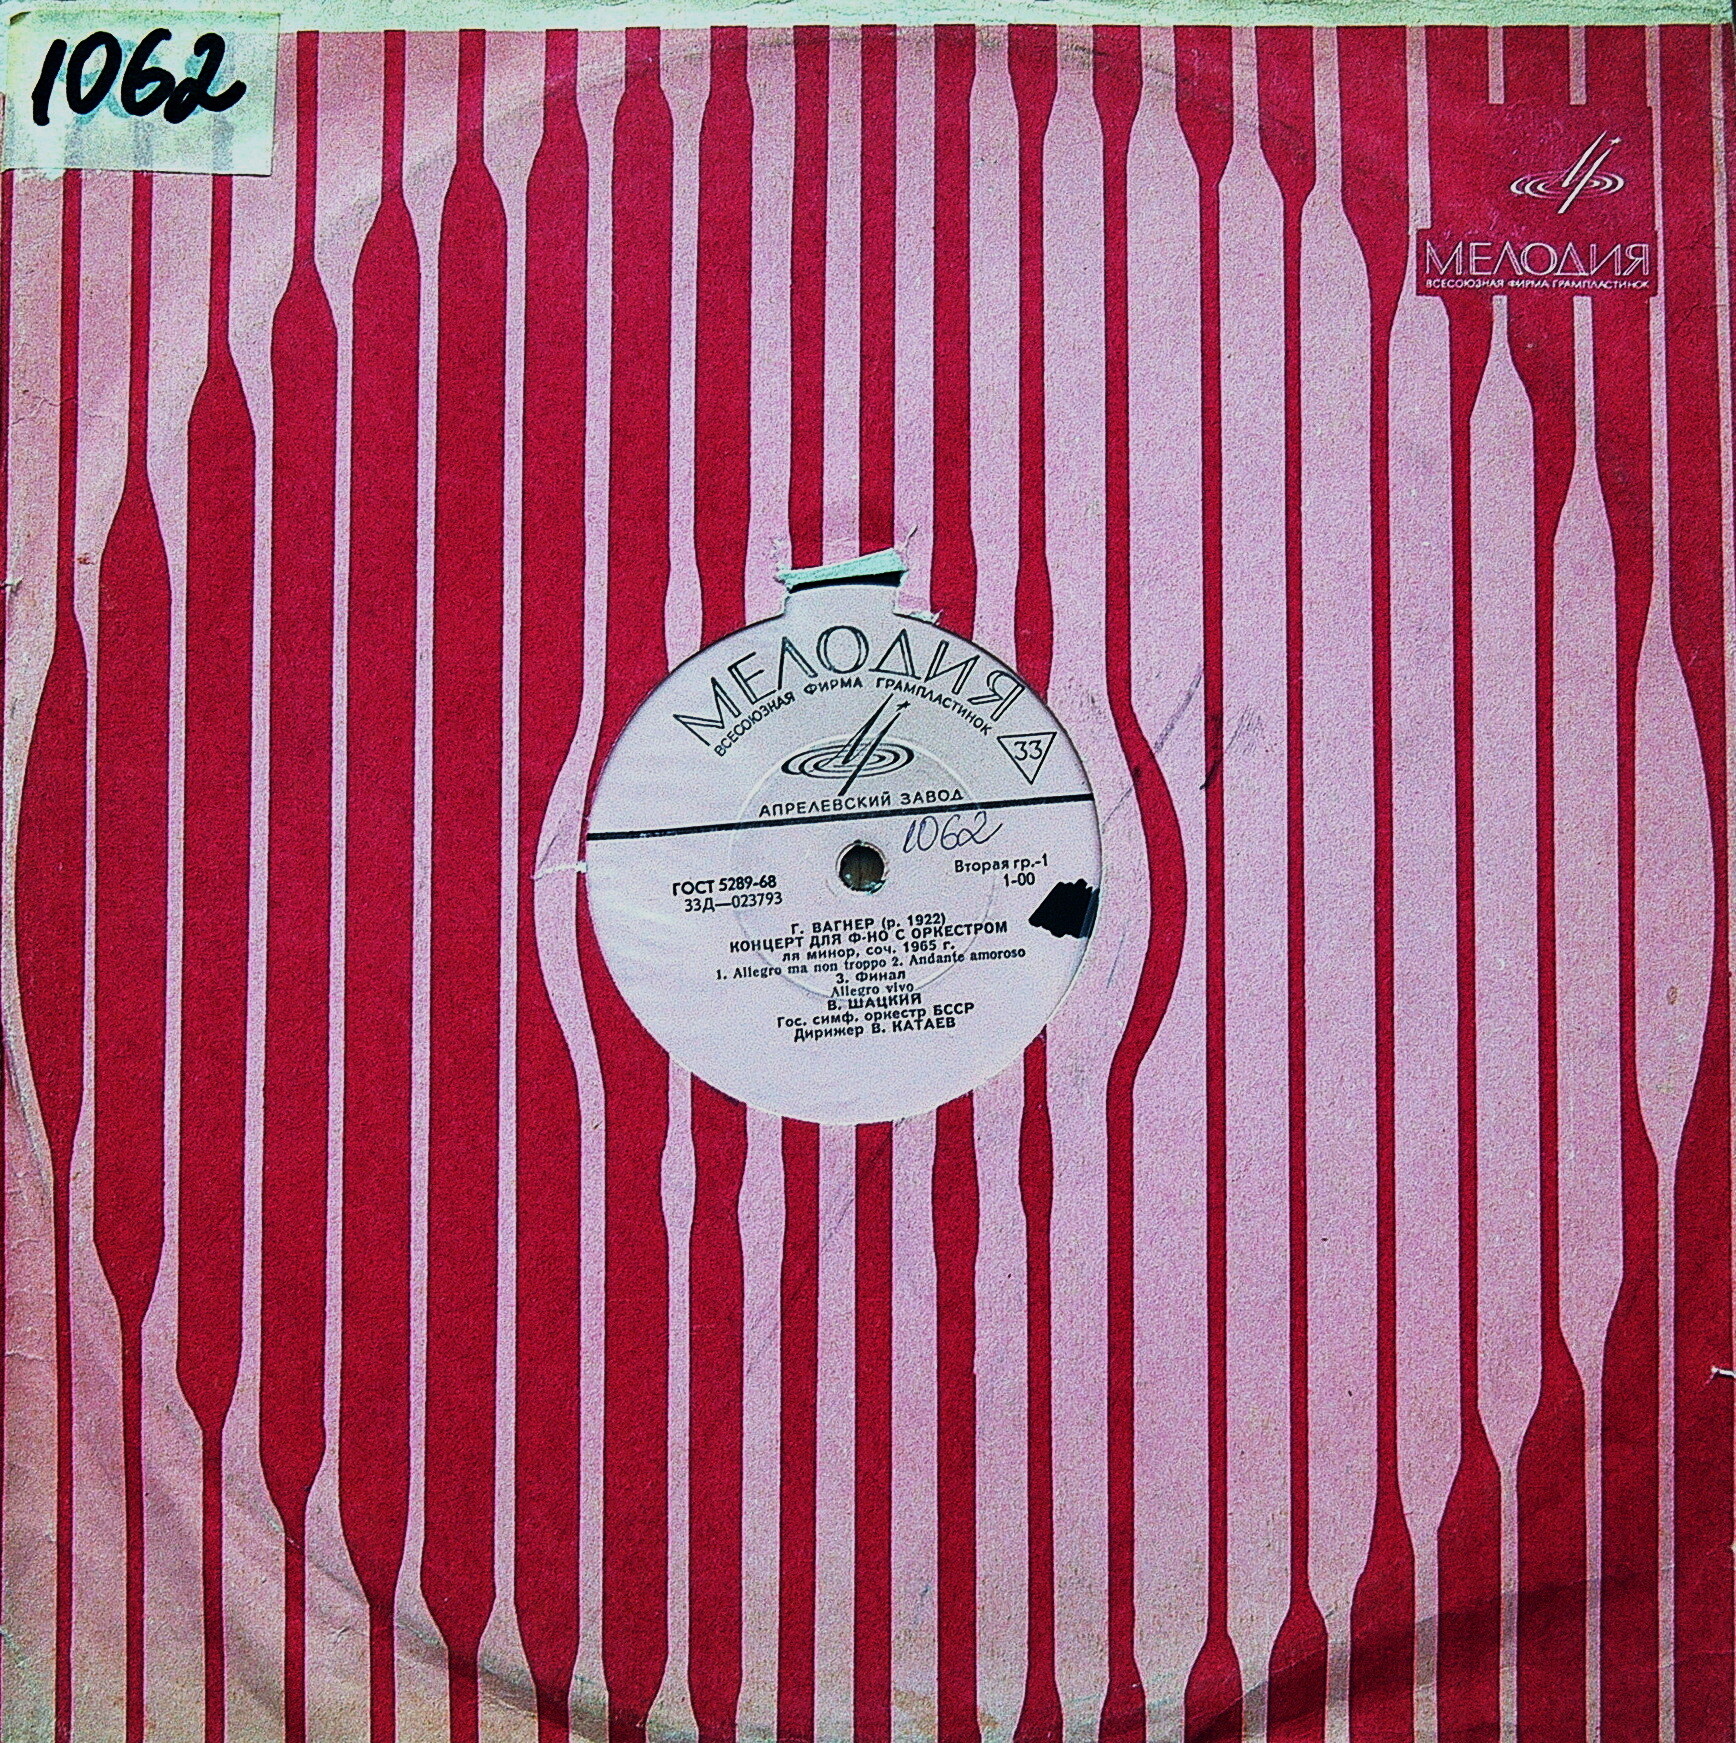 1062
МЕЛОДИЯ
ВСЕСОЮЗНАЯ ФИРМА ГРАМПЛАСТИНОК
МЕЛОДИЯ
ВСЕСОЮЗНАЯ ФИРМА ГРАМПЛАСТИНОК
33
АПРЕЛЕВСКИЙ ЗАВОД
1062
Вторая гр.-1
1-00
ГОСТ 5289-68
33Д—023793
Г. ВАГНЕР (р. 1922)
КОНЦЕРТ ДЛЯ Ф-НО С ОРКЕСТРОМ
ля минор, соч. 1965 г.
1. Allegro ma non troppo 2. Andante amoroso
3. Финал
Allegro vivo
В. ШАЦКИЙ
Гос. симф. оркестр БССР
Дирижер В. КАТАЕВ